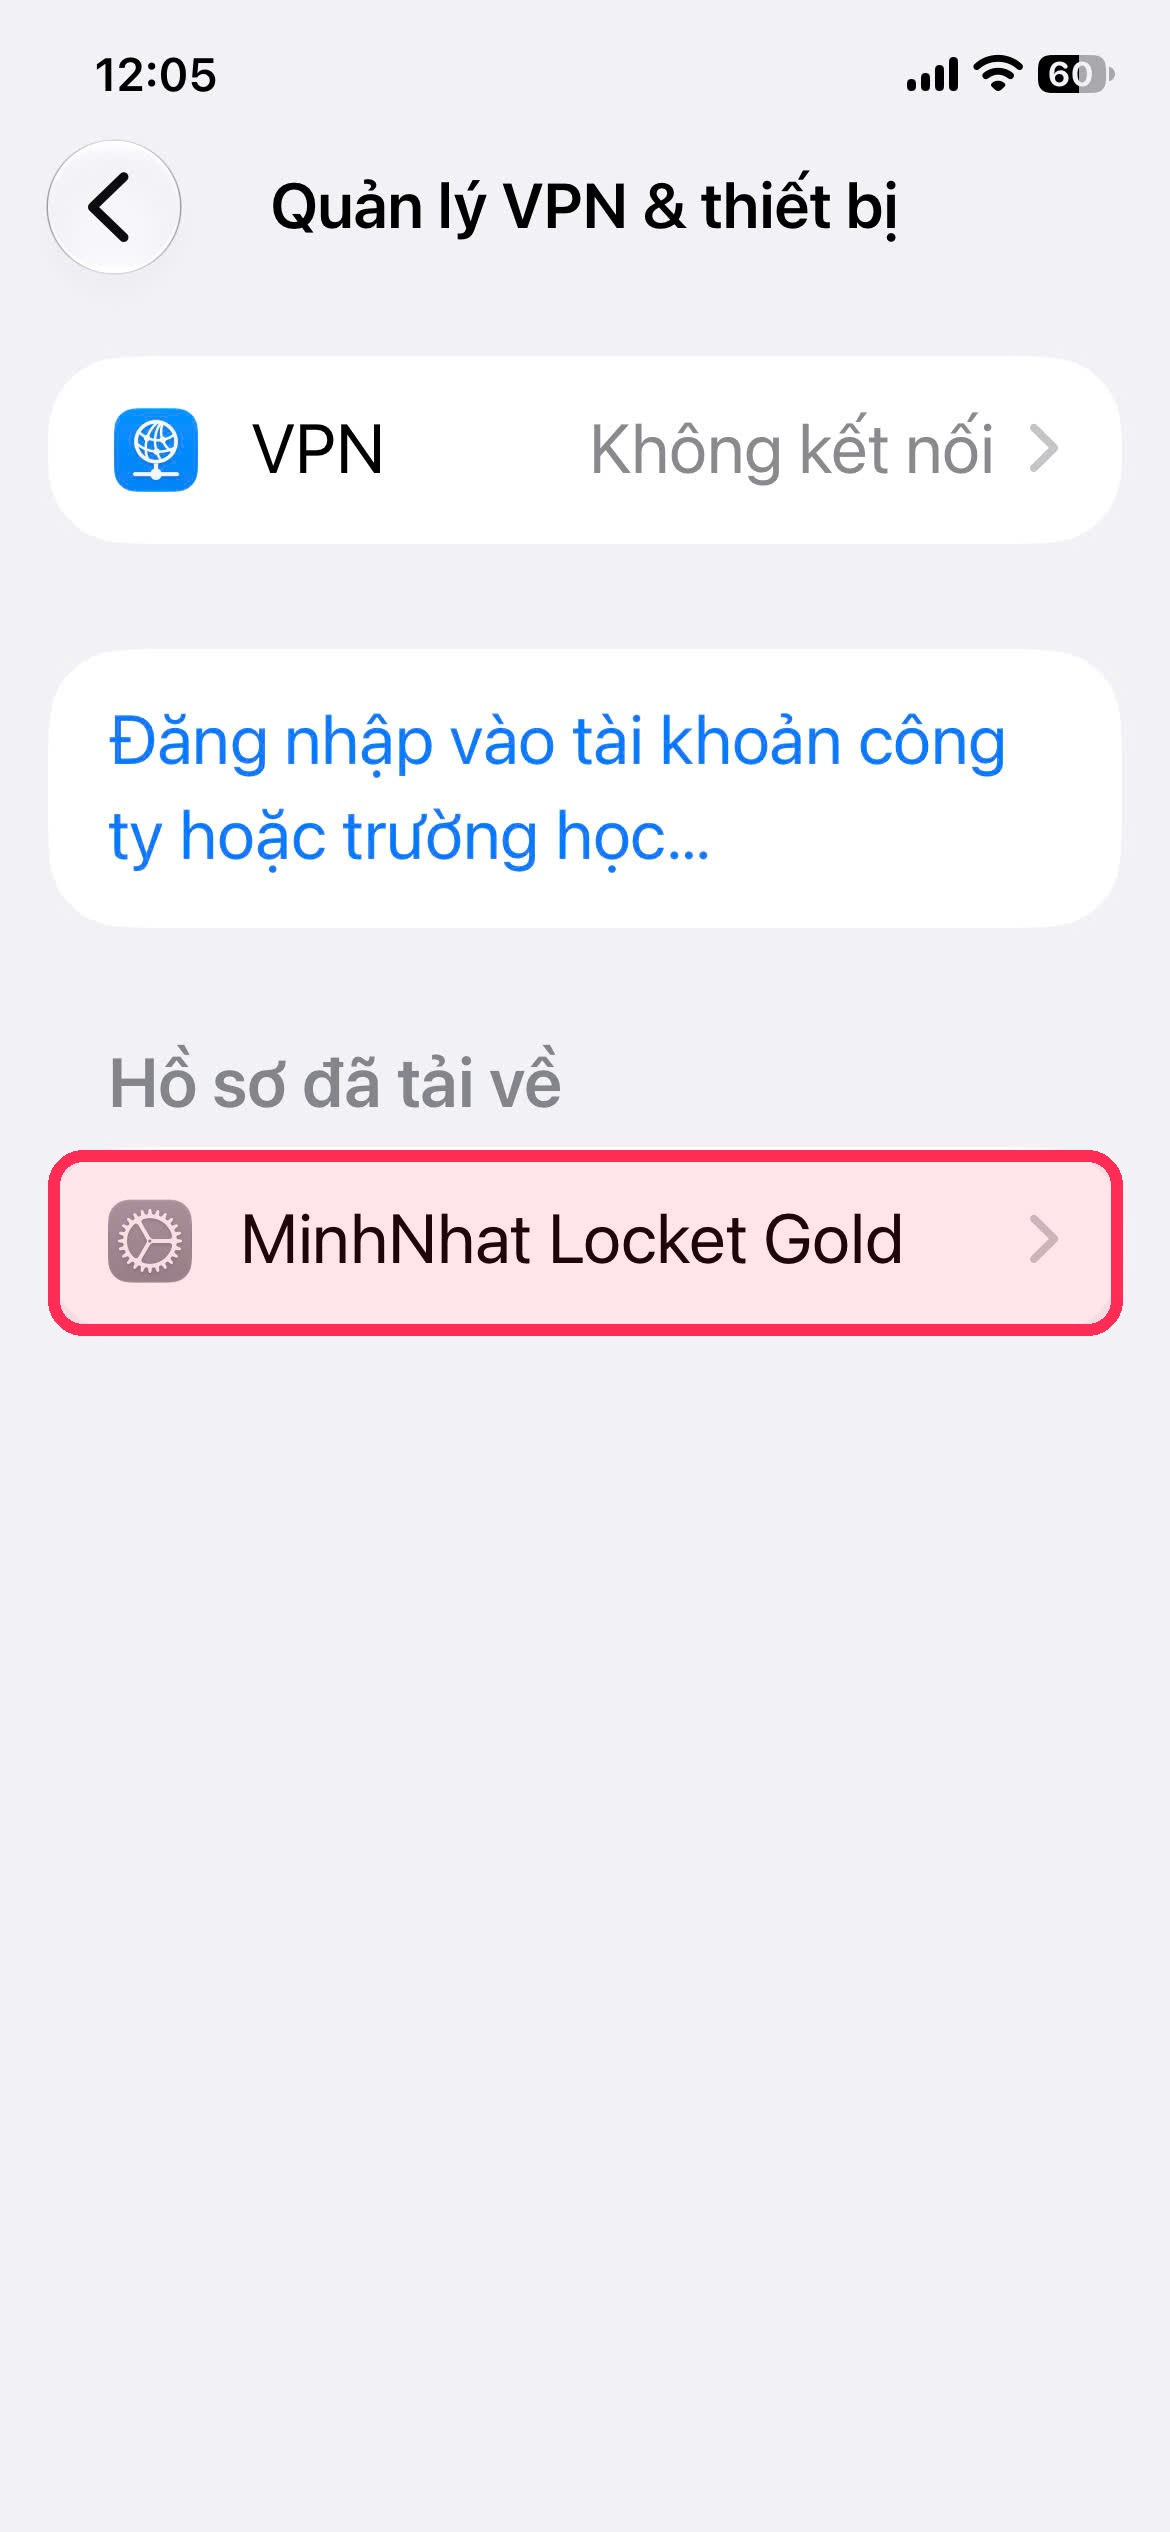 12:05
60
Quản lý VPN & thiết bị
VPN
Không kết nối
Đăng nhập vào tài khoản công
ty hoặc trường học...
Hồ sơ đã tải về
MinhNhat Locket Gold